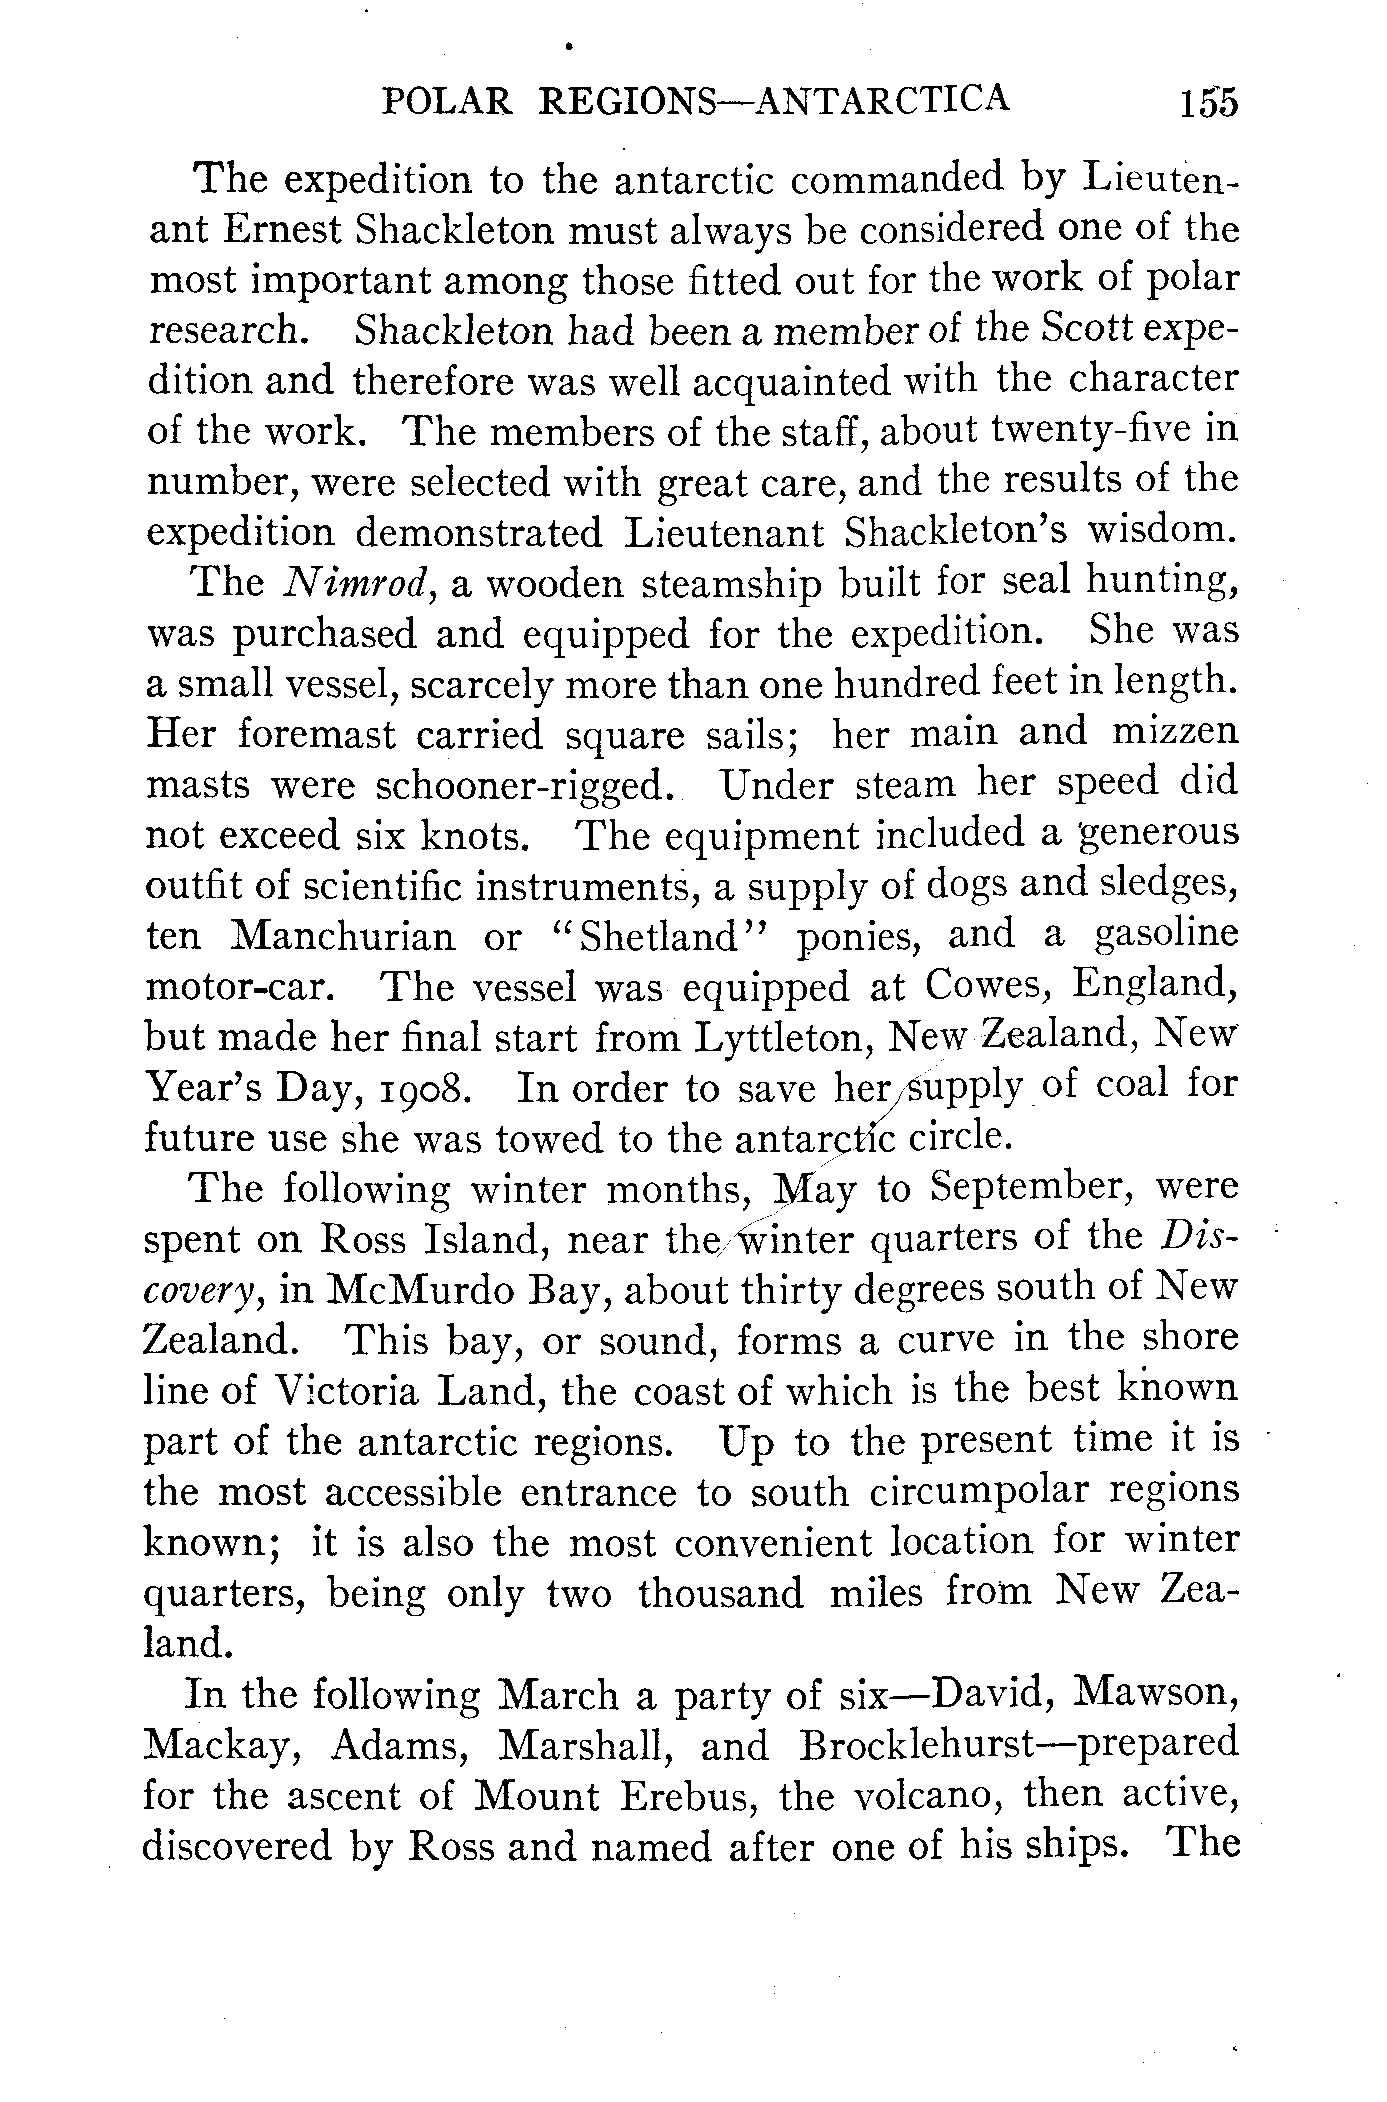 POLAR REGIONS—ANTARCTICA 155
The expedition to the antarctic commanded by Lieuten-
ant Ernest Shackleton must always be considered one of the
most important among those fitted out for the work of polar
research. Shackleton had been a member of the Scott expe-
dition and therefore was well acquainted with the character
of the work. The members of the staff, about twenty-five in
number, were selected with great care, and the results of the
expedition demonstrated Lieutenant Shackleton's wisdom.
The Nimrod, a wooden steamship built for seal hunting,
was purchased and equipped for the expedition. She was
a small vessel, scarcely more than one hundred feet in length.
Her foremast carried square sails; her main and mizzen
masts were schooner-rigged. Under steam her speed did
not exceed six knots. The equipment included a generous
outfit of scientific instruments, a supply of dogs and sledges,
ten Manchurian or "Shetland" ponies, and a gasoline
motor-car. The vessel was equipped at Cowes, England,
but made her final start from Lyttleton, New Zealand, New
Year's Day, 1908. In order to save her supply of coal for
future use she was towed to the antarctic circle.
The following winter months, May to September, were
spent on Ross Island, near the winter quarters of the Dis-
covery, in McMurdo Bay, about thirty degrees south of New
Zealand. This bay, or sound, forms a curve in the shore
line of Victoria Land, the coast of which is the best known
part of the antarctic regions. Up to the present time it is
the most accessible entrance to south circumpolar regions
known; it is also the most convenient location for winter
quarters, being only two thousand miles from New Zea-
land.
In the following March a party of six—David, Mawson,
Mackay, Adams, Marshall, and Brocklehurst—prepared
for the ascent of Mount Erebus, the volcano, then active,
discovered by Ross and named after one of his ships. The